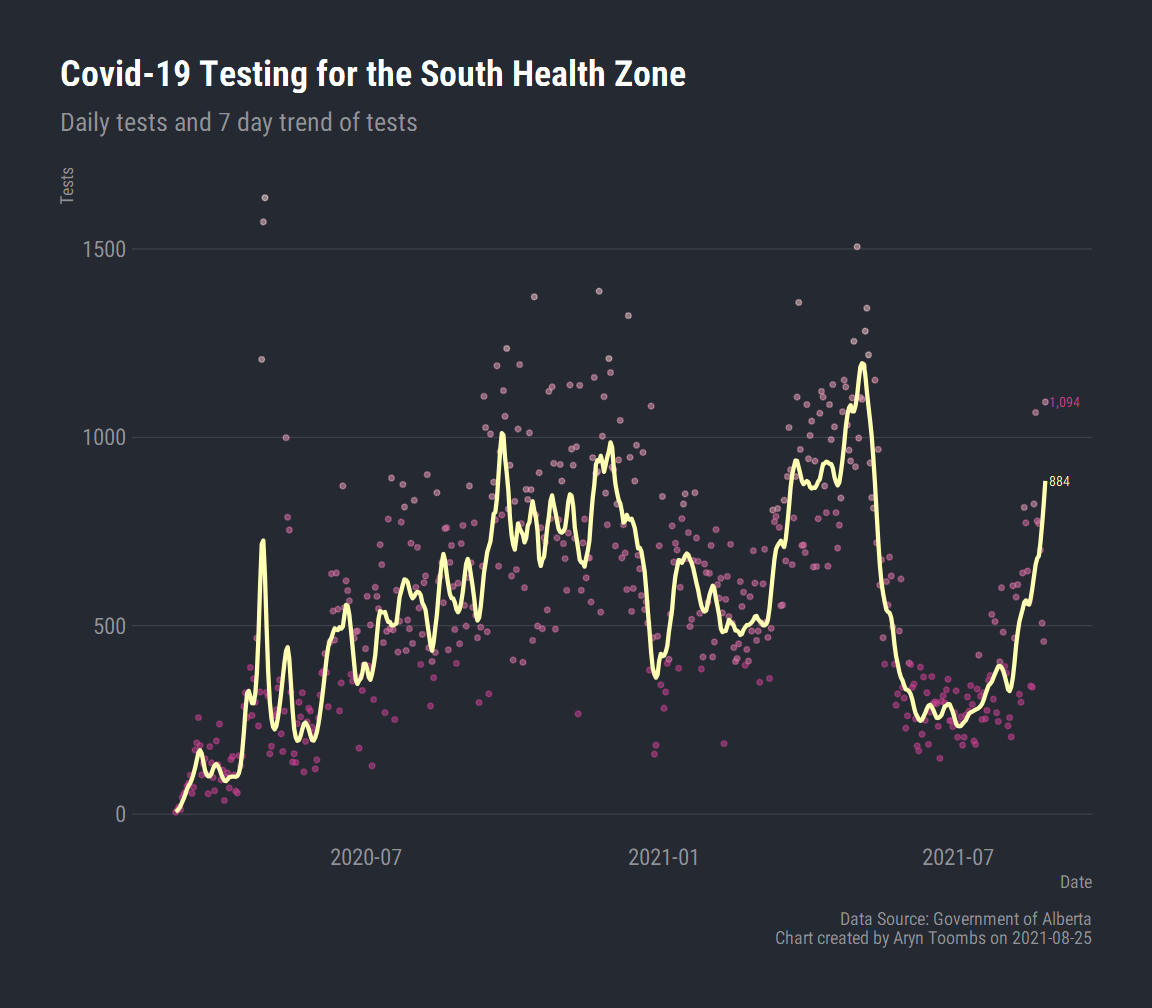 Covid-19 Testing for the South Health Zone
Daily tests and 7 day trend of tests
Tests
1500
1000
500
0
1,094
884
2020-07
2021-01
2021-07
Date
Data Source: Government of Alberta
Chart created by Aryn Toombs on 2021-08-25